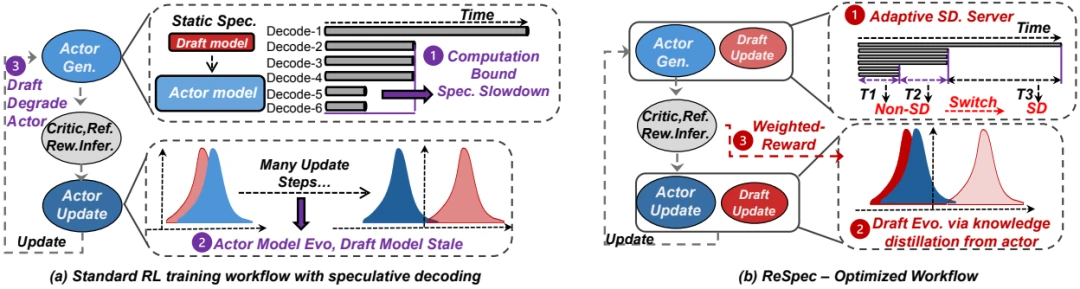 Static Spec.
Draft model
Actor model
Time
Decode-1
Decode-2
Decode-3
Decode-4
Decode-5
Decode-6
1 Computation
Bound
Spec. Slowdown
Actor
Gen.
3
Draft
Degrade
Actor
Critic,Ref.
Rew.Infer.
Actor
Update
Update
Many Update
Steps…
2 Actor Model Evo, Draft Model Stale
(a) Standard RL training workflow with speculative decoding
Actor
Gen.
Draft
Update
1 Adaptive SD. Server
Time
T1
T2
T3
Non-SD
Switch
SD
Critic,Ref.
Rew.Infer.
3 Weighted-
Reward
Actor
Update
Draft
Update
Update
2 Draft Evo. via knowledge
distillation from actor
(b) ReSpec – Optimized Workflow